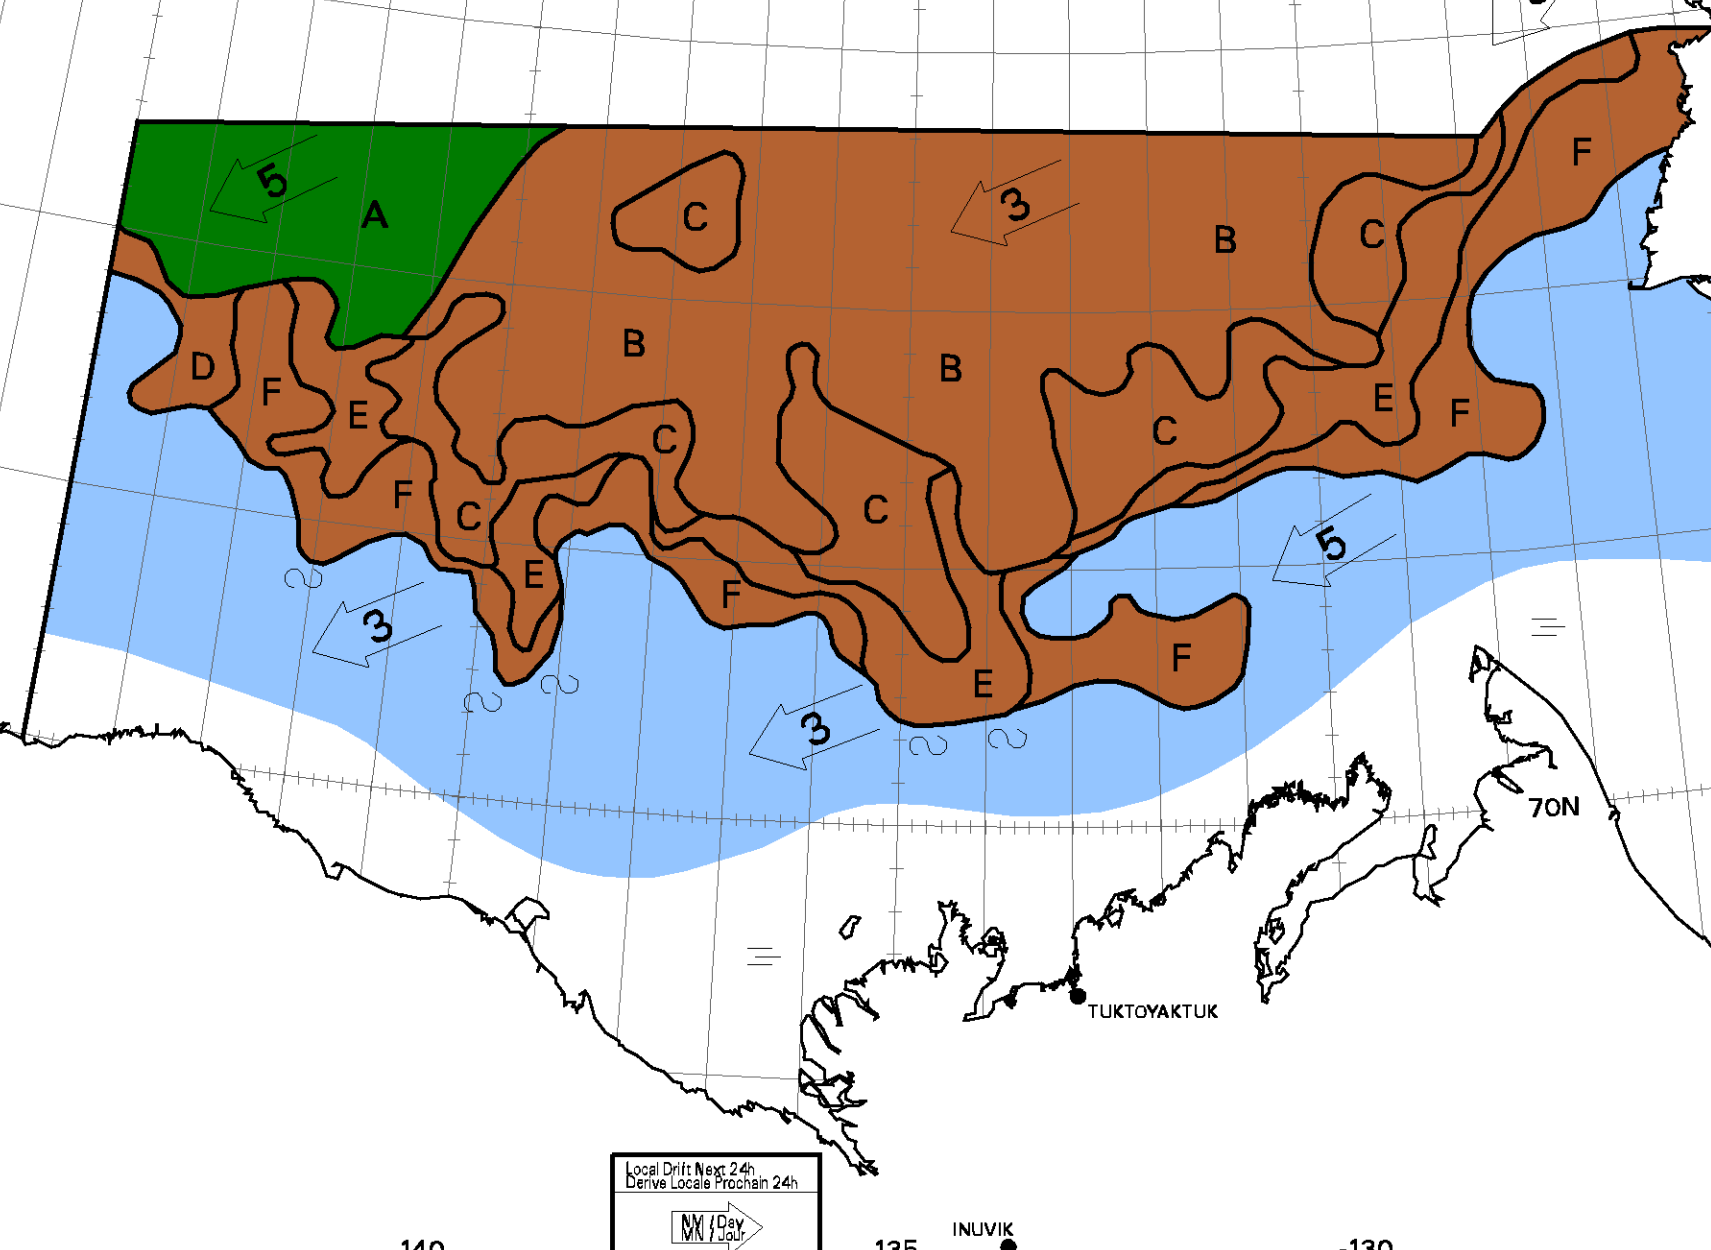 F
5
A
C
3
B
C
B
B
D
F
E
E
F
C
C
F
C
C
5
E
F
3
F
E
3
70N
TUKTOYAKTUK
Local Drift Next 24h
Derive Locale Prochain 24h
NM / Day
MN / Jour
INUVIK
140
135
-130